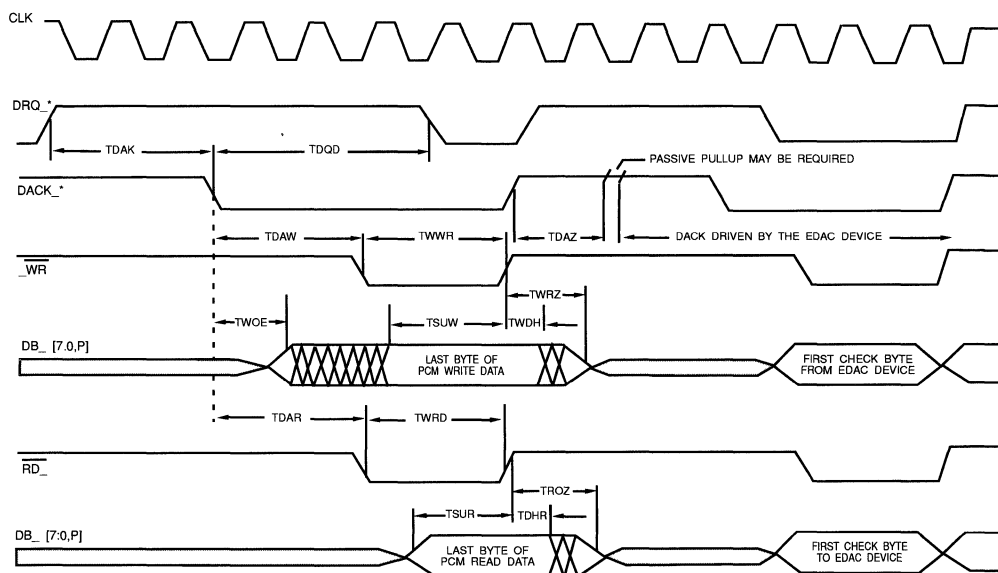 CLK
DRQ_*
TDAK
TDQD
PASSIVE PULLUP MAY BE REQUIRED
DACK_*
TDAW
TWWR
TDAZ
DACK DRIVEN BY THE EDAC DEVICE
_WR
TWRZ
TWOE
TSUW
TWDH
DB_ [7.0,P]
LAST BYTE OF
PCM WRITE DATA
FIRST CHECK BYTE
FROM EDAC DEVICE
TDAR
TWRD
RD_
TROZ
TSUR
TDHR
DB_ [7:0,P]
LAST BYTE OF
PCM READ DATA
FIRST CHECK BYTE
TO EDAC DEVICE